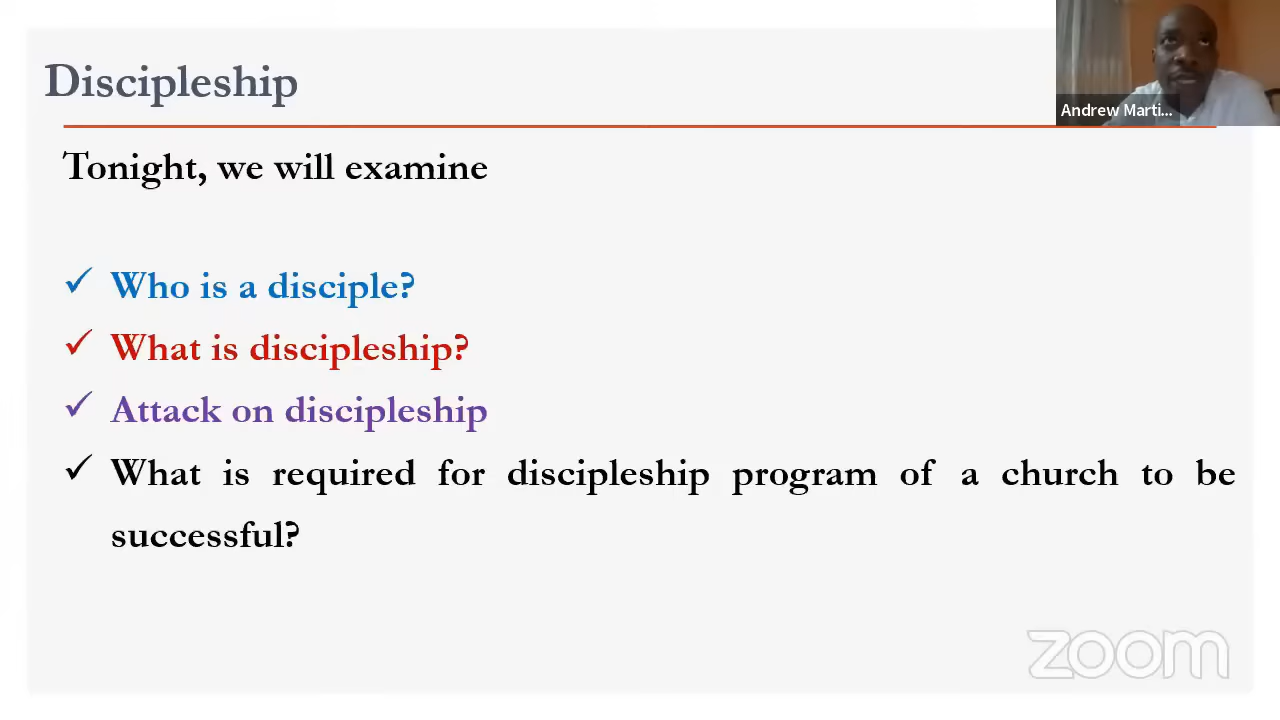 Discipleship
Andrew Marti...
Tonight, we will examine
✓ Who is a disciple?
✓ What is discipleship?
✓ Attack on discipleship
✓ What is required for discipleship program of a church to be
successful?
zoom